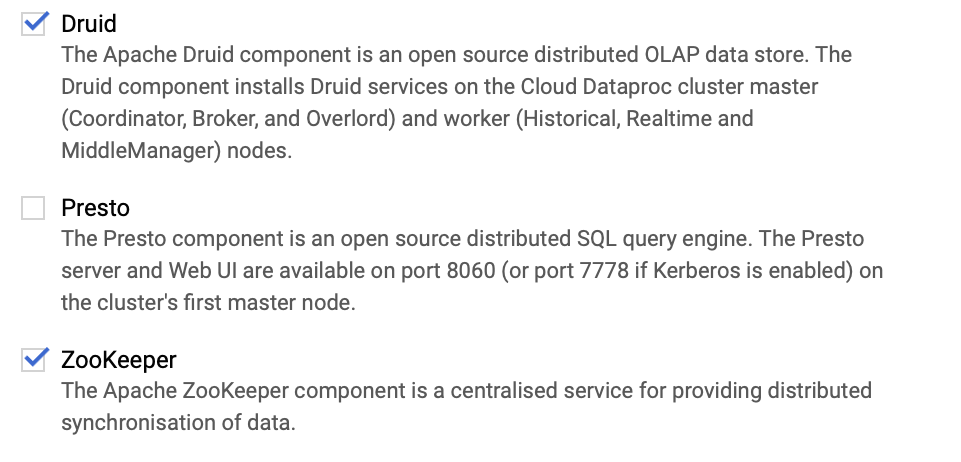 Druid
The Apache Druid component is an open source distributed OLAP data store. The
Druid component installs Druid services on the Cloud Dataproc cluster master
(Coordinator, Broker, and Overlord) and worker (Historical, Realtime and
MiddleManager) nodes.
Presto
The Presto component is an open source distributed SQL query engine. The Presto
server and Web UI are available on port 8060 (or port 7778 if Kerberos is enabled) on
the cluster's first master node.
ZooKeeper
The Apache ZooKeeper component is a centralised service for providing distributed
synchronisation of data.